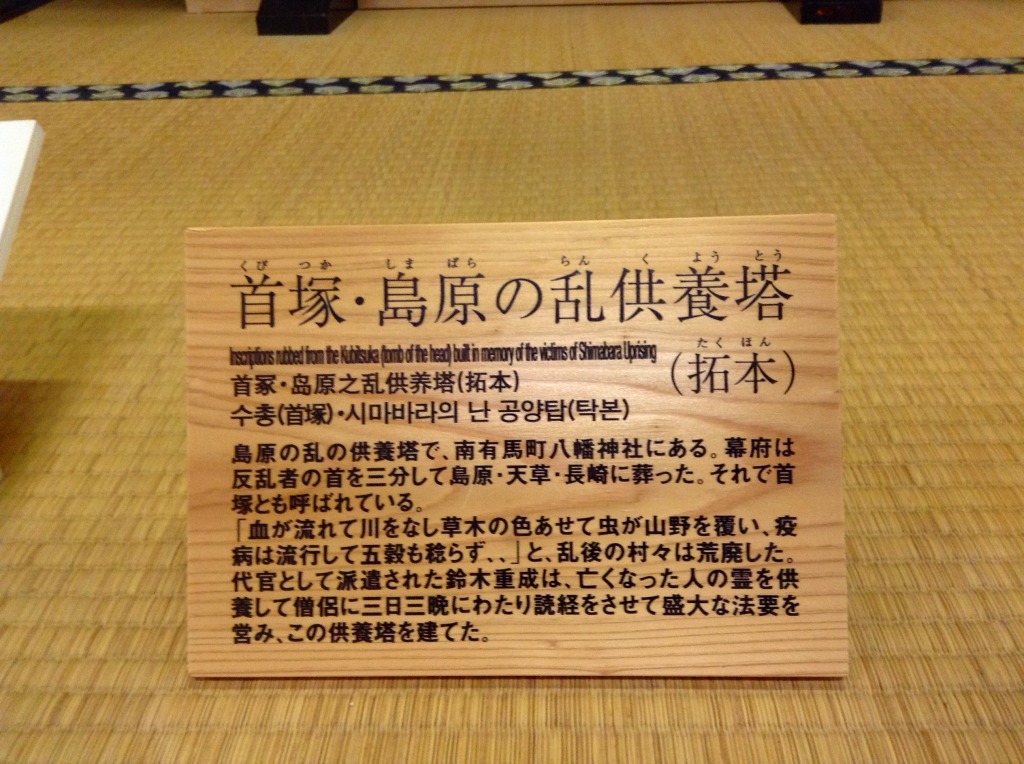 くび つか しま ばら らん く よう とう
首塚・島原の乱供養塔
たく ほん
(拓本)
Inscriptions rubbed from the Kubitsuka (tomb of the head) built in memory of the victims of Shimabara Uprising
首冢・岛原之乱供养塔(拓本)
수총(首塚)・시마바라의 난 공양탑(탁본)
島原の乱の供養塔で、南有馬町八幡神社にある。幕府は
反乱者の首を三分して島原・天草・長崎に葬った。それで首
塚とも呼ばれている。
「血が流れて川をなし草木の色あせて虫が山野を覆い、疫
病は流行して五穀も稔らず、、」と、乱後の村々は荒廃した。
代官として派遣された鈴木重成は、亡くなった人の霊を供
養して僧侶に三日三晩にわたり読経をさせて盛大な法要を
営み、この供養塔を建てた。